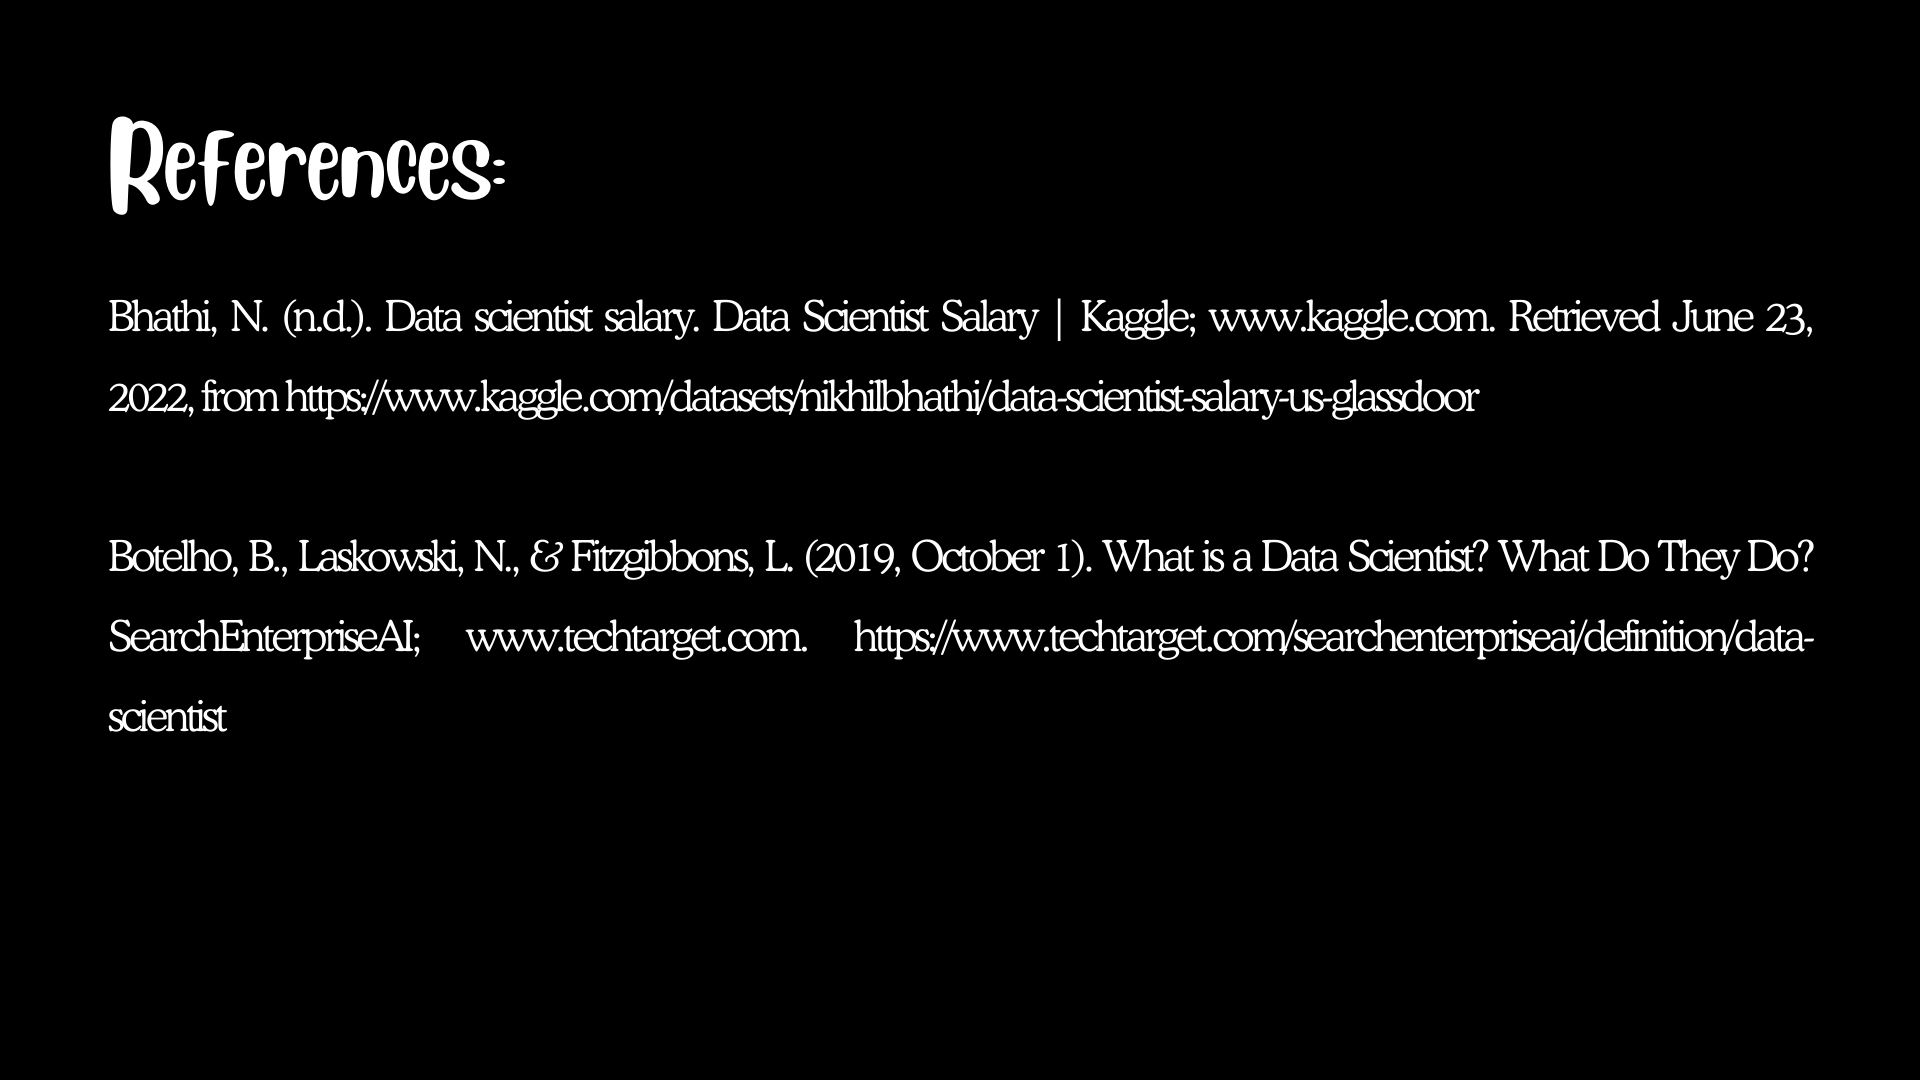 References:
Bhathi, N. (n.d.). Data scientist salary. Data Scientist Salary | Kaggle; www.kaggle.com. Retrieved June 23,
2022, from https://www.kaggle.com/datasets/nikhilbhathi/data-scientist-salary-us-glassdoor
Botelho, B., Laskowski, N., & Fitzgibbons, L. (2019, October 1). What is a Data Scientist? What Do They Do?
SearchEnterpriseAI; www.techtarget.com. https://www.techtarget.com/searchenterpriseai/definition/data-
scientist